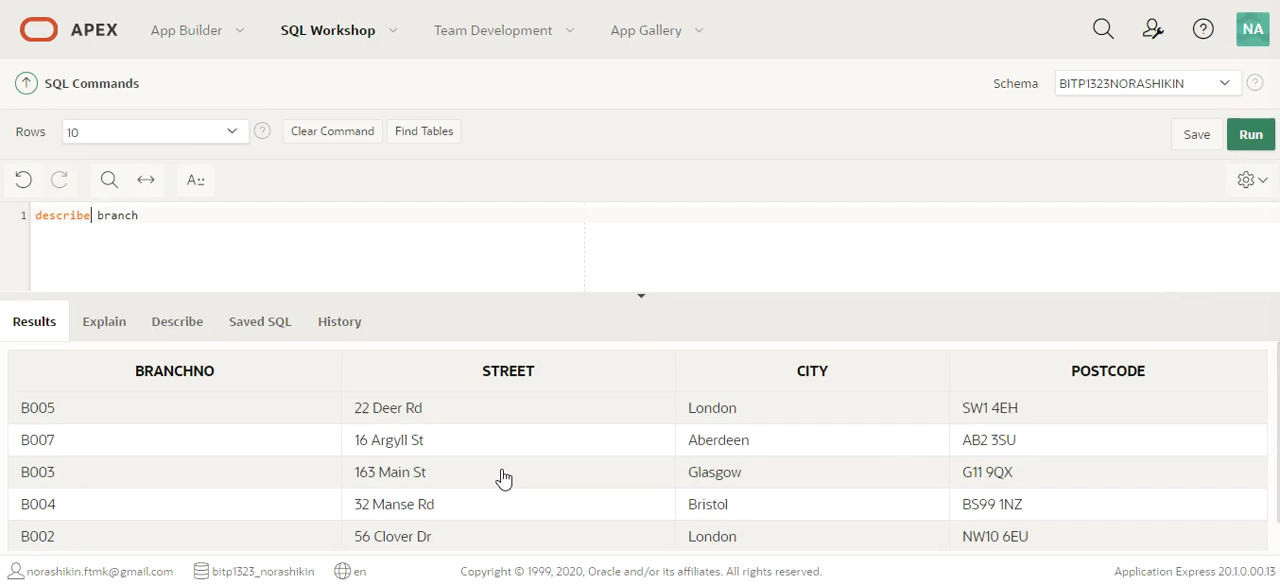 APEX App Builder SQL Workshop Team Development App Gallery NA
SQL Commands Schema BITP1323NORASHIKIN
Rows 10 Clear Command Find Tables Save Run
A::
1 describe branch
Results Explain Describe Saved SQL History
BRANCHNO STREET CITY POSTCODE
B005 22 Deer Rd London SW1 4EH
B007 16 Argyll St Aberdeen AB2 3SU
B003 163 Main St Glasgow G11 9QX
B004 32 Manse Rd Bristol BS99 1NZ
B002 56 Clover Dr London NW10 6EU
norashikin.ftmk@gmail.com bitp1323_norashikin en Copyright © 1999, 2020, Oracle and/or its affiliates. All rights reserved. Application Express 20.1.0.00.13